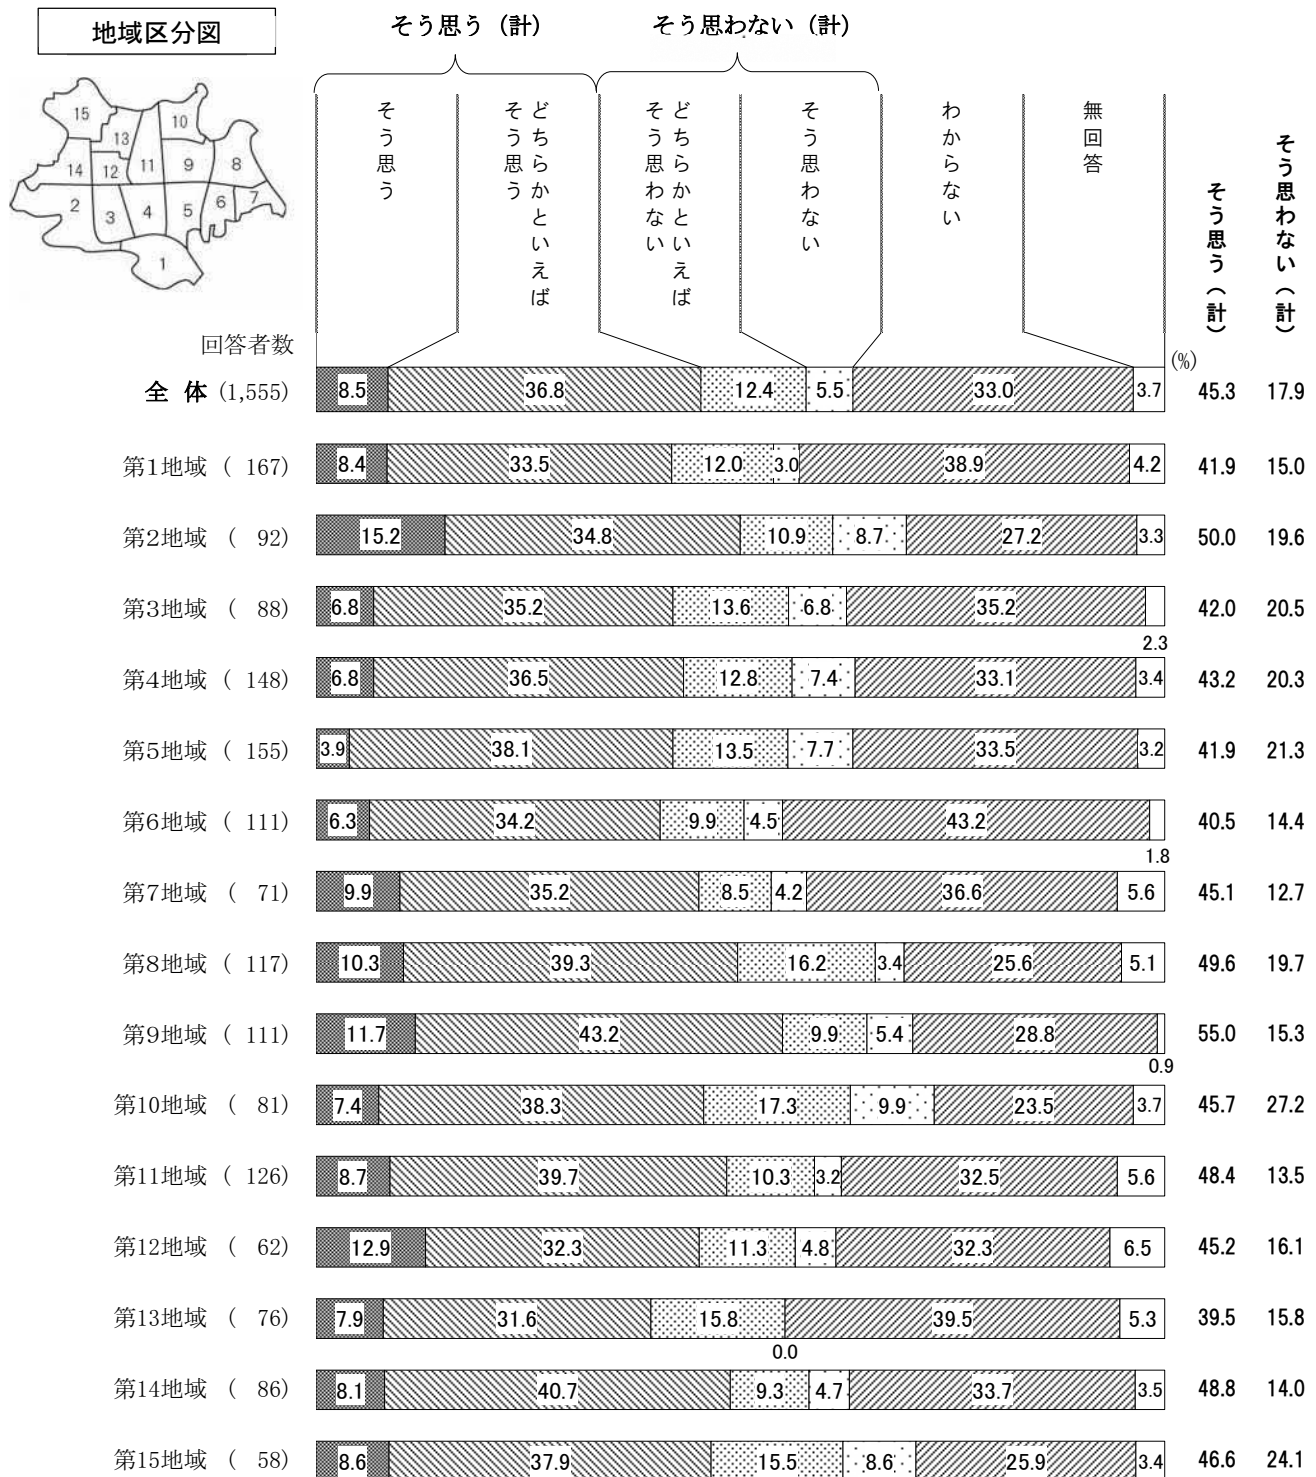 地域区分図
そう思う（計）
そう思わない（計）
15
10
13
14
12
11
9
8
2
3
4
5
6
7
1
そう思う
どちらかといえば
そう思う
どちらかといえば
そう思わない
そう思わない
わからない
無回答
そう思う（計）
そう思わない（計）
回答者数
(%)
全 体 (1,555) 8.5 36.8 12.4 5.5 33.0 3.7 45.3 17.9
第1地域 ( 167) 8.4 33.5 12.0 3.0 38.9 4.2 41.9 15.0
第2地域 ( 92) 15.2 34.8 10.9 8.7 27.2 3.3 50.0 19.6
第3地域 ( 88) 6.8 35.2 13.6 6.8 35.2 42.0 20.5
2.3
第4地域 ( 148) 6.8 36.5 12.8 7.4 33.1 3.4 43.2 20.3
第5地域 ( 155) 3.9 38.1 13.5 7.7 33.5 3.2 41.9 21.3
第6地域 ( 111) 6.3 34.2 9.9 4.5 43.2 40.5 14.4
1.8
第7地域 ( 71) 9.9 35.2 8.5 4.2 36.6 5.6 45.1 12.7
第8地域 ( 117) 10.3 39.3 16.2 3.4 25.6 5.1 49.6 19.7
第9地域 ( 111) 11.7 43.2 9.9 5.4 28.8 55.0 15.3
0.9
第10地域 ( 81) 7.4 38.3 17.3 9.9 23.5 3.7 45.7 27.2
第11地域 ( 126) 8.7 39.7 10.3 3.2 32.5 5.6 48.4 13.5
第12地域 ( 62) 12.9 32.3 11.3 4.8 32.3 6.5 45.2 16.1
第13地域 ( 76) 7.9 31.6 15.8 39.5 5.3 39.5 15.8
0.0
第14地域 ( 86) 8.1 40.7 9.3 4.7 33.7 3.5 48.8 14.0
第15地域 ( 58) 8.6 37.9 15.5 8.6 25.9 3.4 46.6 24.1